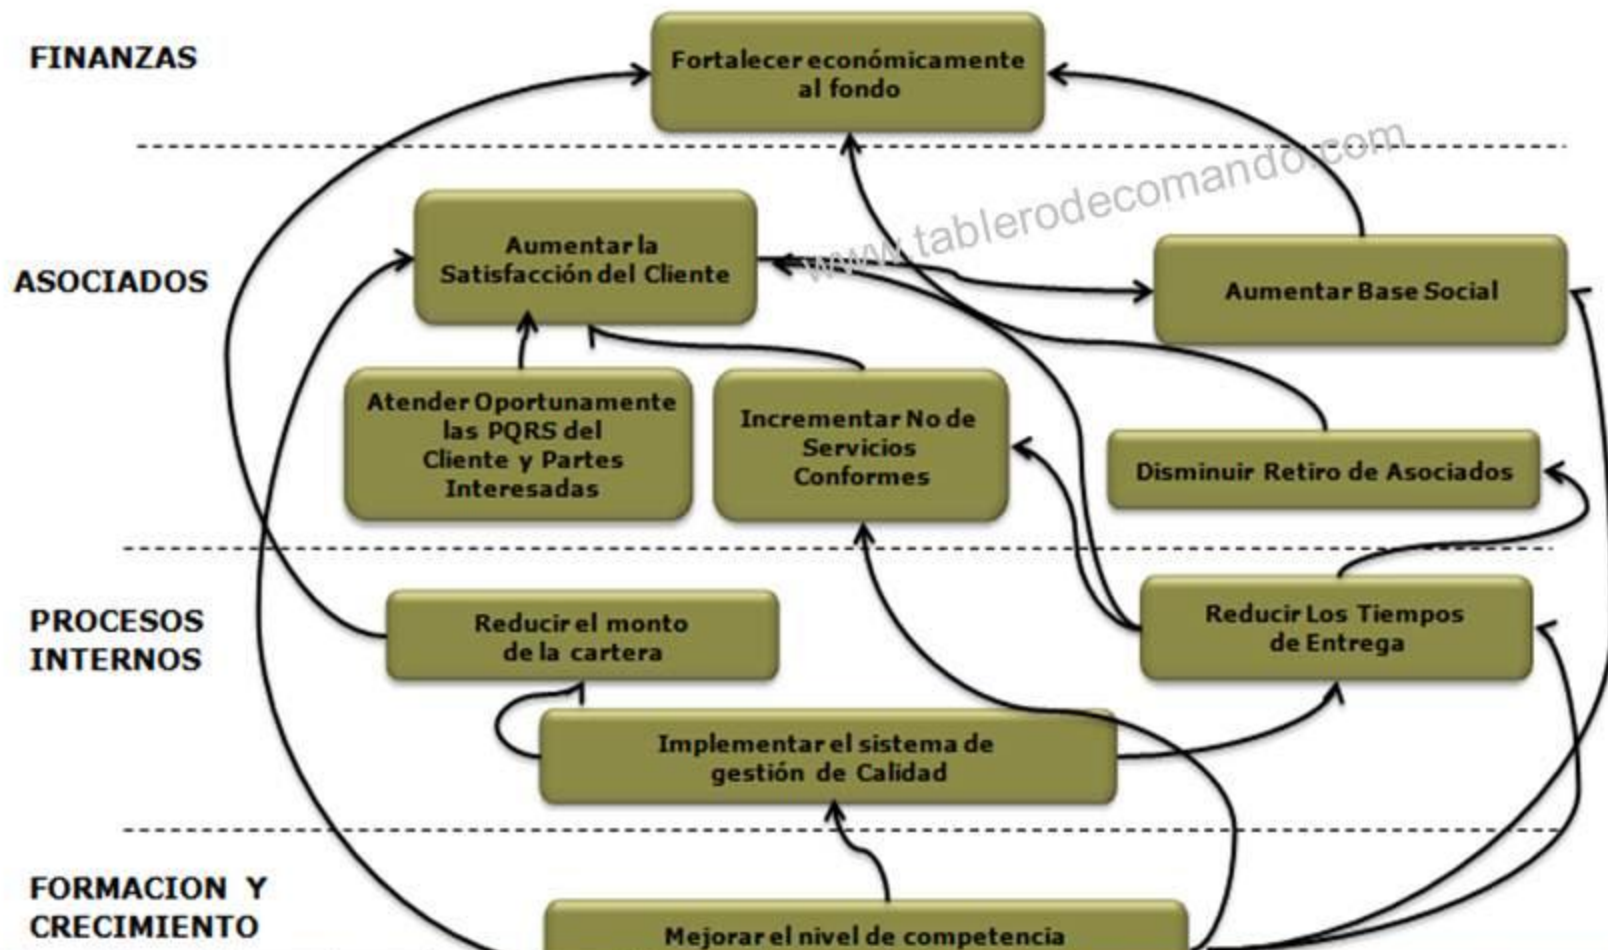 FINANZAS
Fortalecer económicamente
al fondo
www.tablerodecomando.com
ASOCIADOS
Aumentar la
Satisfacción del Cliente
Aumentar Base Social
Atender Oportunamente
las PQRS del
Cliente y Partes
Interesadas
Incrementar No de
Servicios
Conformes
Disminuir Retiro de Asociados
PROCESOS
INTERNOS
Reducir el monto
de la cartera
Reducir Los Tiempos
de Entrega
Implementar el sistema de
gestión de Calidad
FORMACION Y
CRECIMIENTO
Mejorar el nivel de competencia